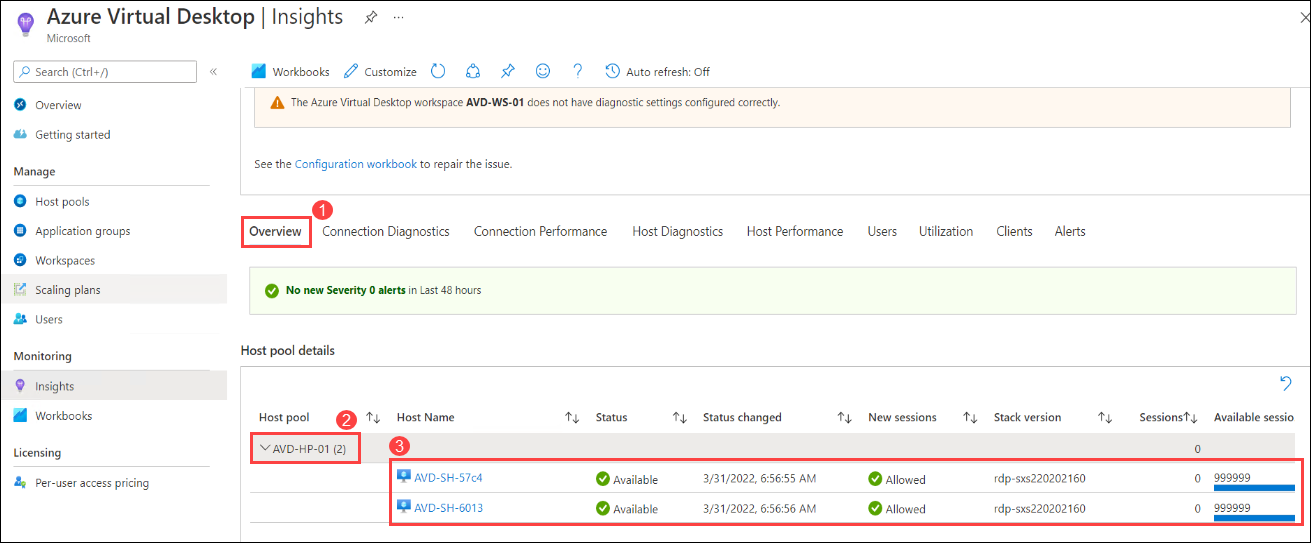 Azure Virtual Desktop | Insights
Microsoft
Search (Ctrl+/)
Overview
Getting started
Manage
Host pools
Application groups
Workspaces
Scaling plans
Users
Monitoring
Insights
Workbooks
Licensing
Per-user access pricing
Workbooks Customize Auto refresh: Off
The Azure Virtual Desktop workspace AVD-WS-01 does not have diagnostic settings configured correctly.
See the Configuration workbook to repair the issue.
1
Overview Connection Diagnostics Connection Performance Host Diagnostics Host Performance Users Utilization Clients Alerts
No new Severity 0 alerts in Last 48 hours
Host pool details
Host pool Host Name Status Status changed New sessions Stack version Sessions Available sessio
2
AVD-HP-01 (2) 0
3
AVD-SH-57c4 Available 3/31/2022, 6:56:55 AM Allowed rdp-sxs220202160 0 999999
AVD-SH-6013 Available 3/31/2022, 6:56:56 AM Allowed rdp-sxs220202160 0 999999